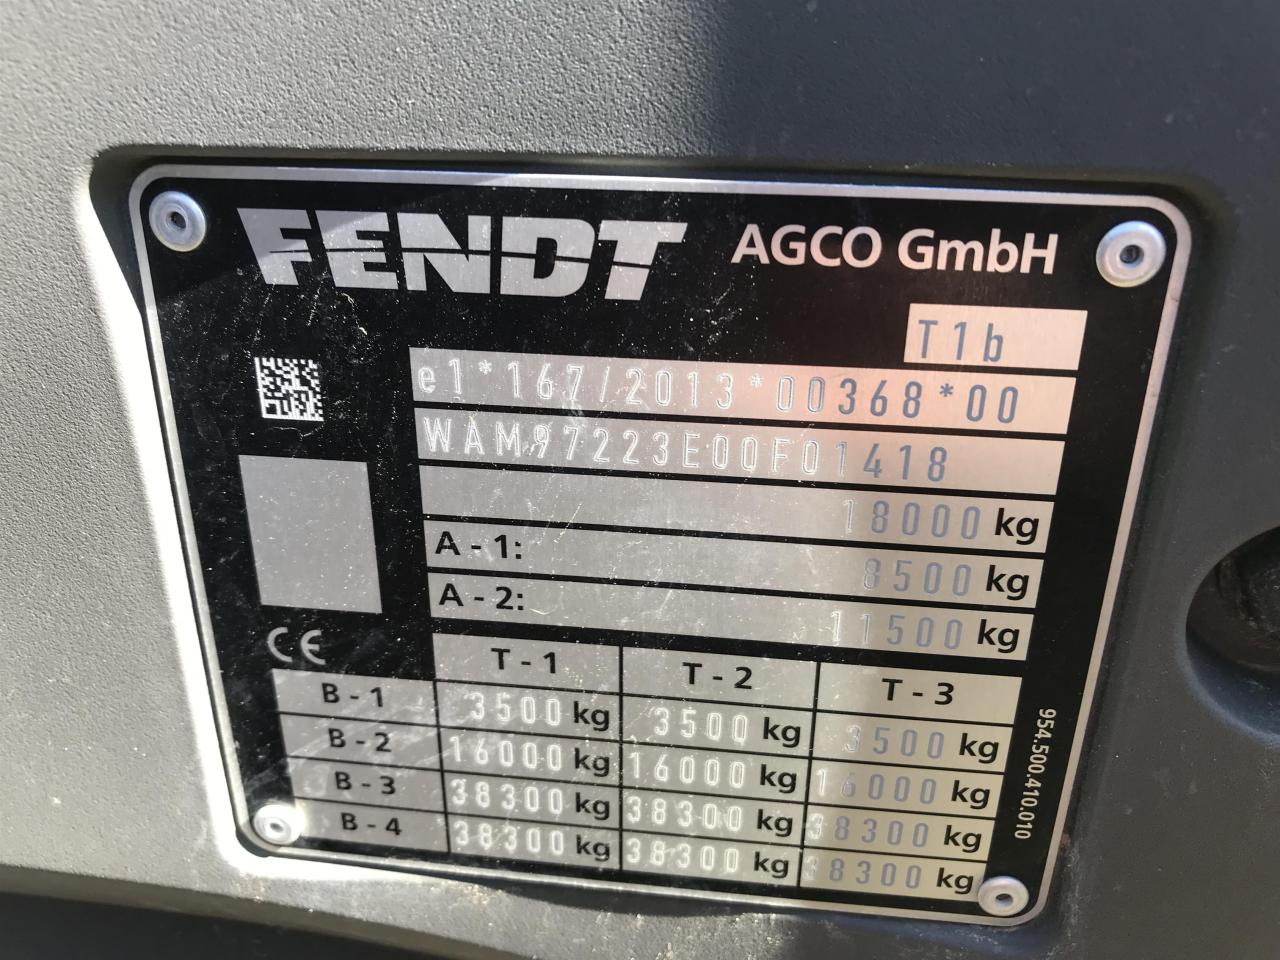 FENDT AGCO GmbH
T1b
e1*167/2013*00368*00
WAM97223E00F01418
18000 kg
A - 1: 8500 kg
A - 2: 11500 kg
CE
T - 1 T - 2 T - 3
B - 1 3500 kg 3500 kg 3500 kg
B - 2 16000 kg 16000 kg 16000 kg
B - 3 38300 kg 38300 kg 38300 kg
B - 4 38300 kg 38300 kg 38300 kg
954.500.410.010